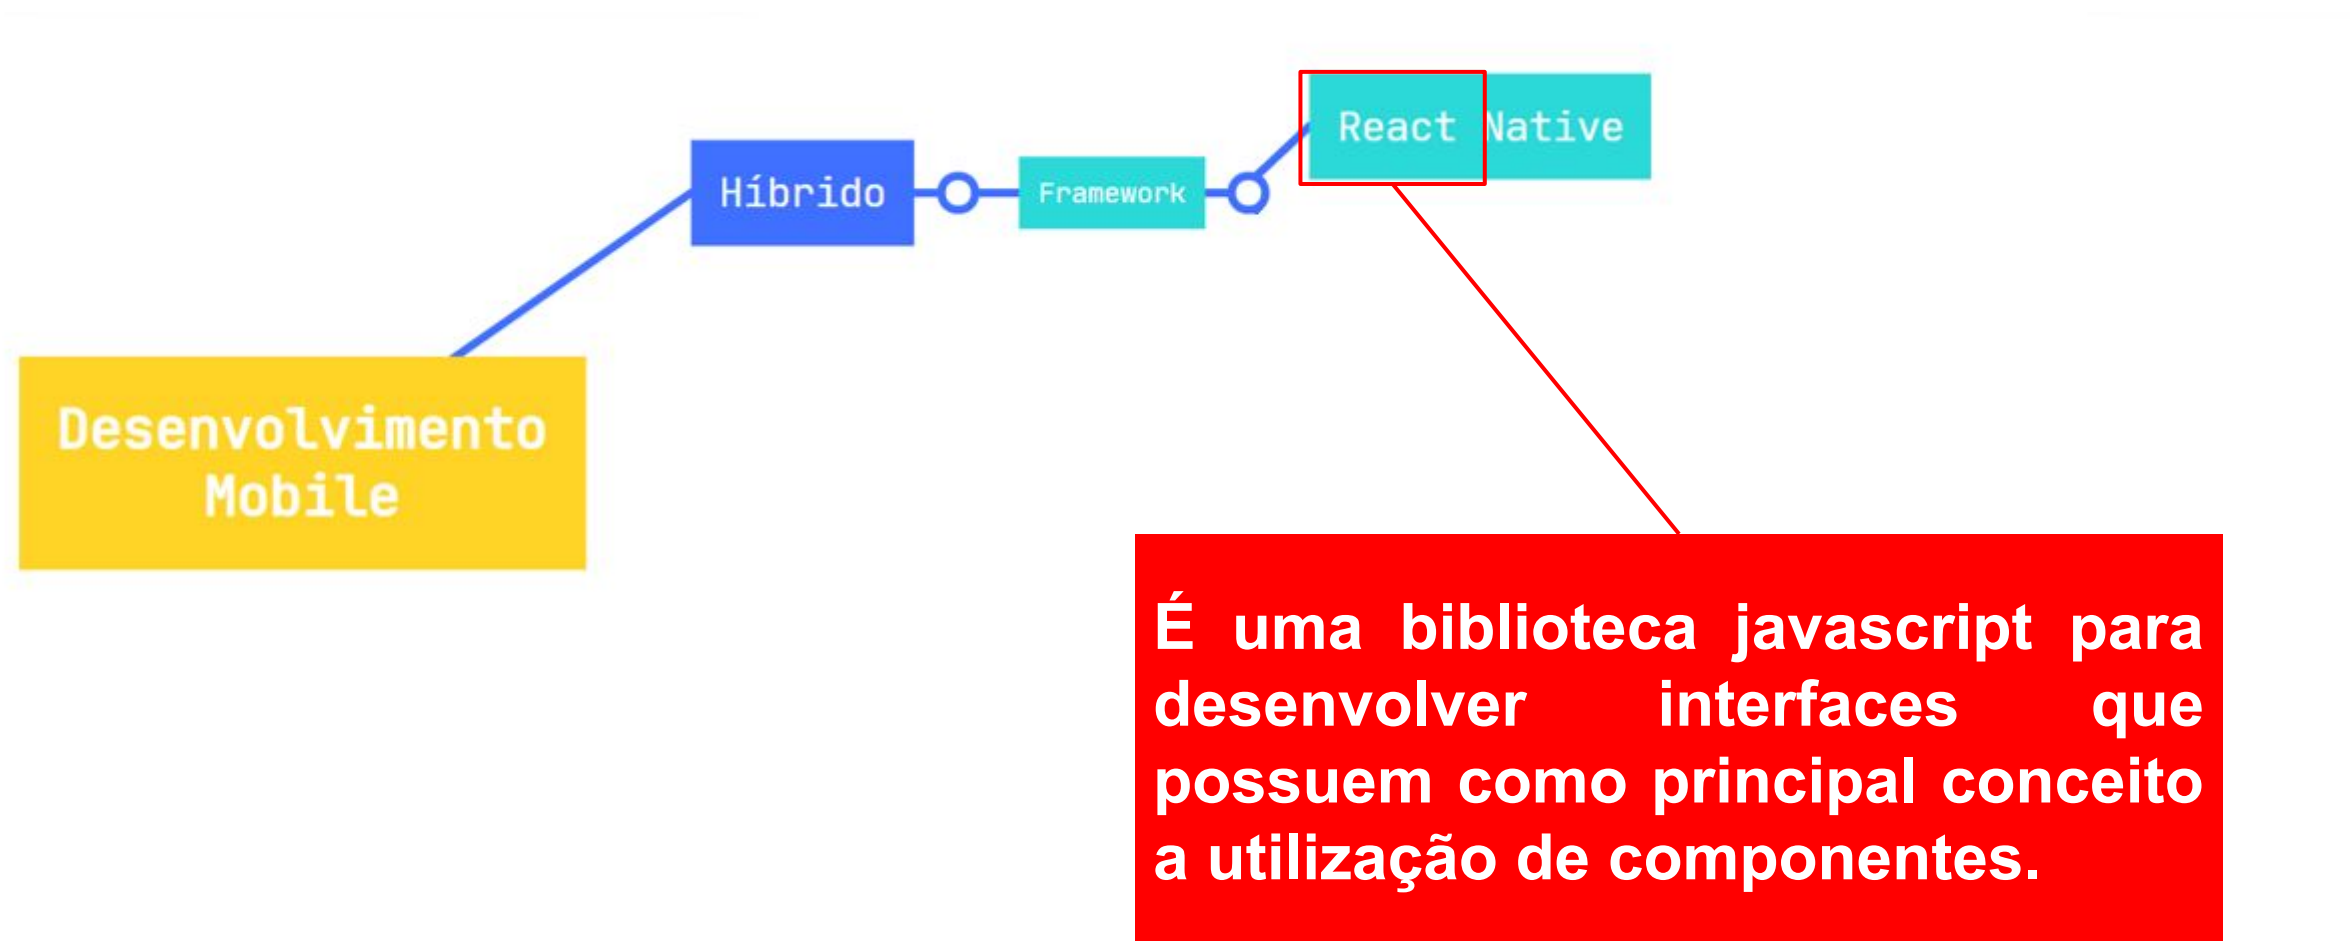 React Native
Híbrido
Framework
Desenvolvimento
Mobile
É uma biblioteca javascript para
desenvolver interfaces que
possuem como principal conceito
a utilização de componentes.